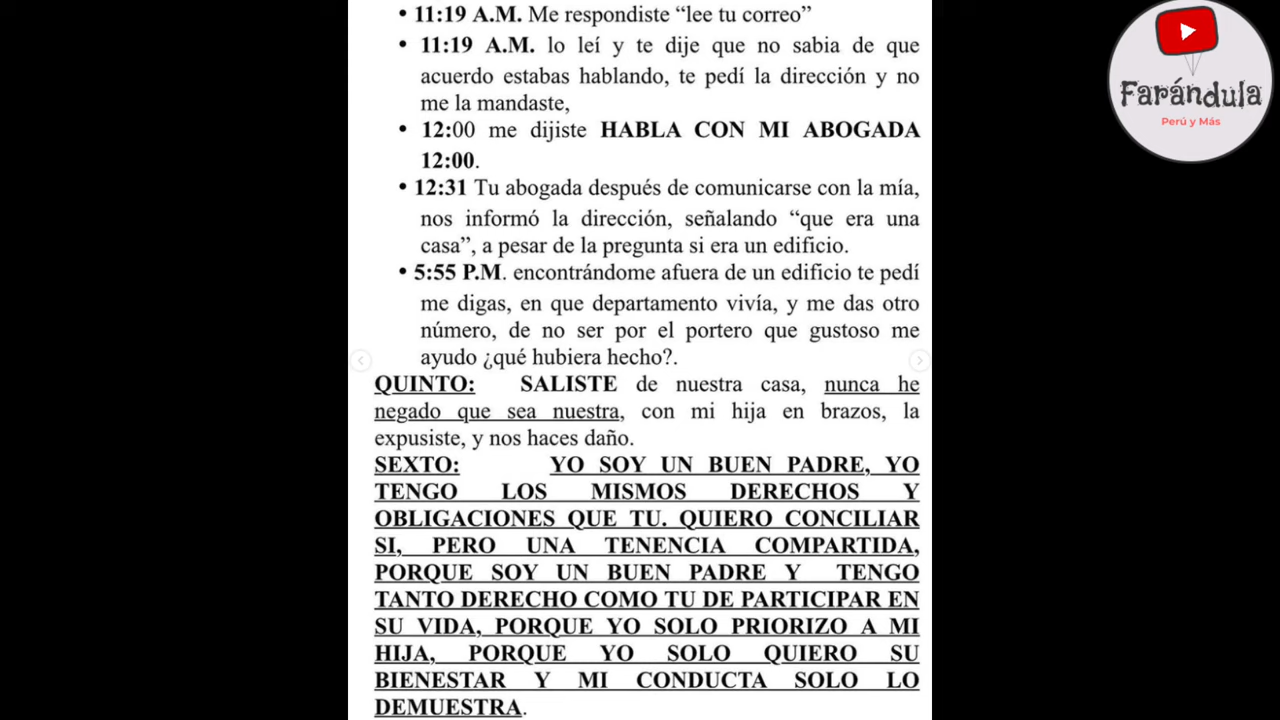 • 11:19 A.M. Me respondiste “lee tu correo”
• 11:19 A.M. lo leí y te dije que no sabia de que
acuerdo estabas hablando, te pedí la dirección y no
me la mandaste,
• 12:00 me dijiste HABLA CON MI ABOGADA
12:00.
• 12:31 Tu abogada después de comunicarse con la mía,
nos informó la dirección, señalando “que era una
casa”, a pesar de la pregunta si era un edificio.
• 5:55 P.M. encontrándome afuera de un edificio te pedí
me digas, en que departamento vivía, y me das otro
número, de no ser por el portero que gustoso me
ayudo ¿qué hubiera hecho?.
QUINTO: SALISTE de nuestra casa, nunca he
negado que sea nuestra, con mi hija en brazos, la
expusiste, y nos haces daño.
SEXTO: YO SOY UN BUEN PADRE, YO
TENGO LOS MISMOS DERECHOS Y
OBLIGACIONES QUE TU. QUIERO CONCILIAR
SI, PERO UNA TENENCIA COMPARTIDA,
PORQUE SOY UN BUEN PADRE Y TENGO
TANTO DERECHO COMO TU DE PARTICIPAR EN
SU VIDA, PORQUE YO SOLO PRIORIZO A MI
HIJA, PORQUE YO SOLO QUIERO SU
BIENESTAR Y MI CONDUCTA SOLO LO
DEMUESTRA.
Farándula
Perú y Más